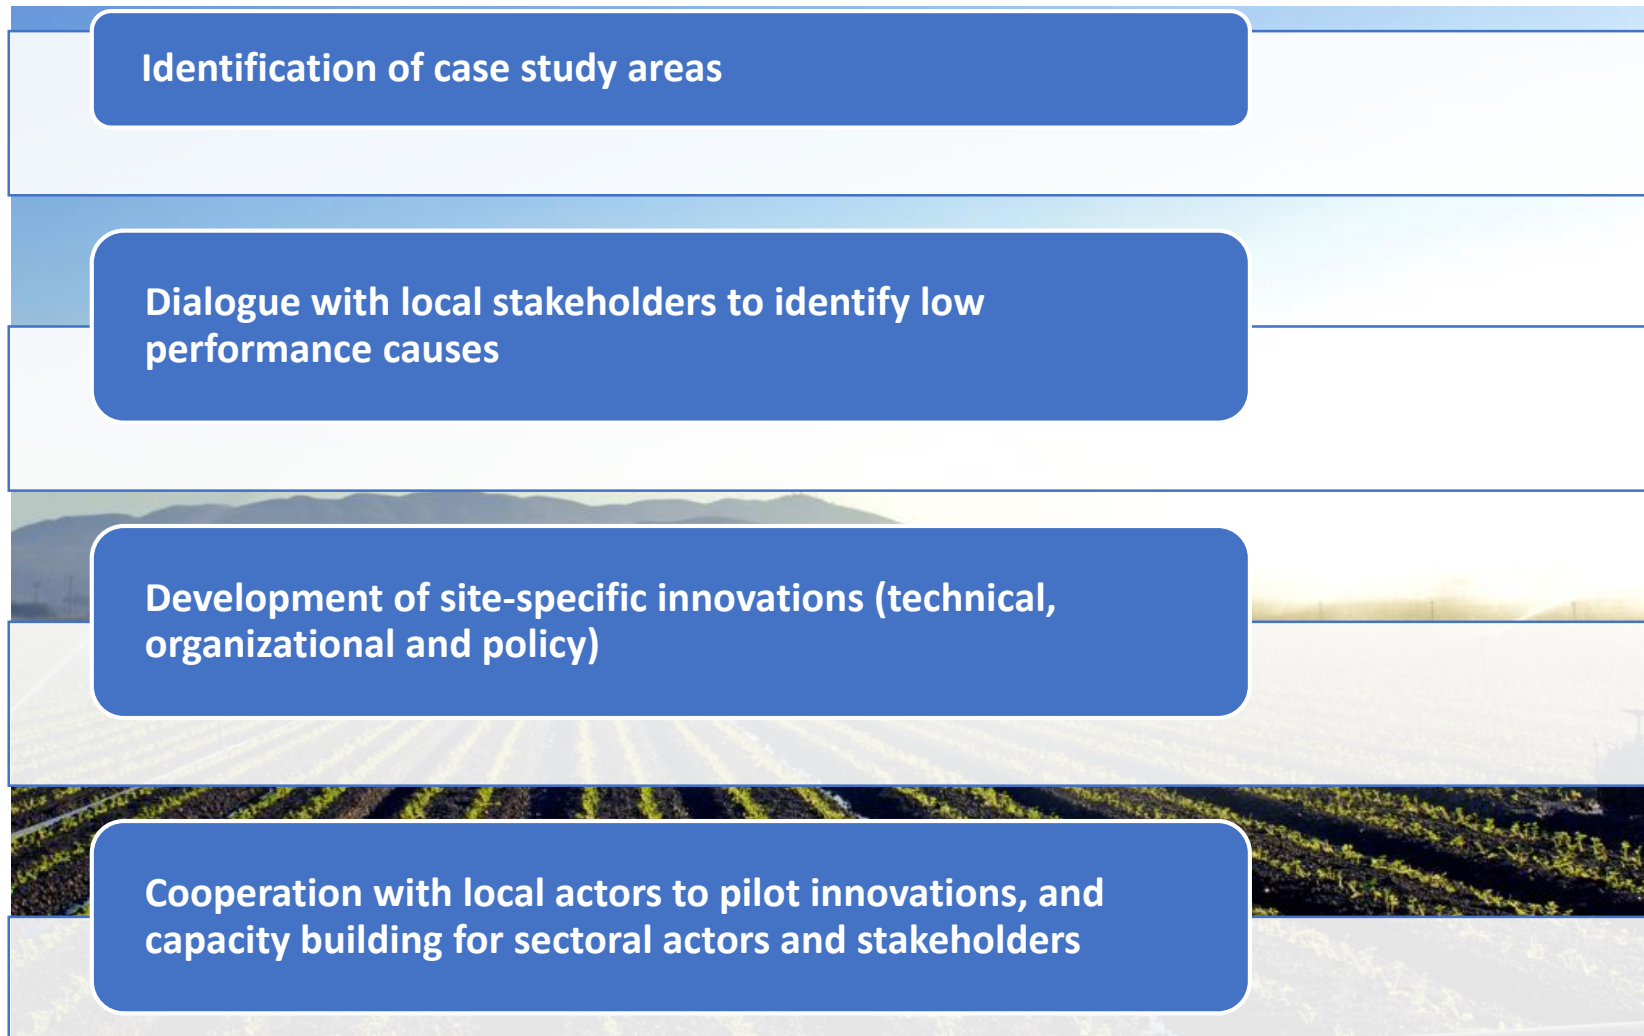 Identification of case study areas
Dialogue with local stakeholders to identify low
performance causes
Development of site-specific innovations (technical,
organizational and policy)
Cooperation with local actors to pilot innovations, and
capacity building for sectoral actors and stakeholders